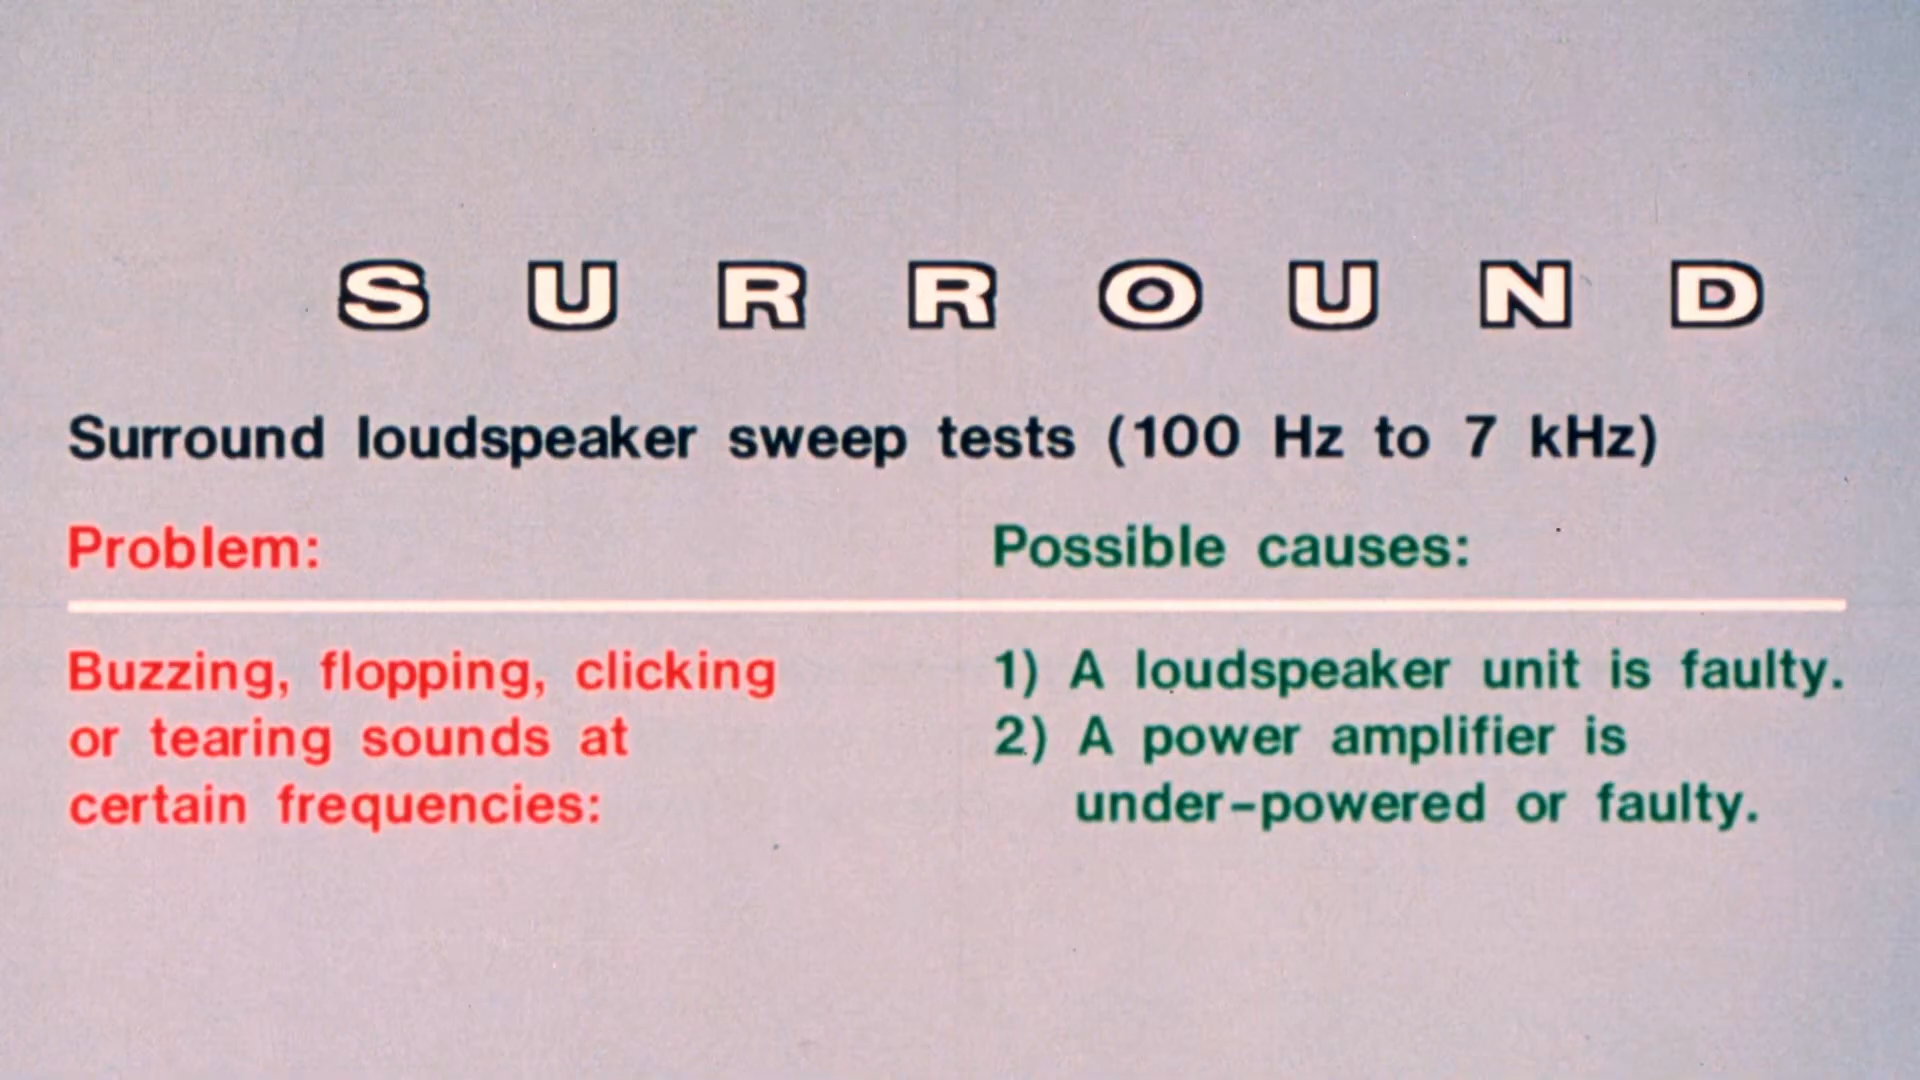 SURROUND
Surround loudspeaker sweep tests (100 Hz to 7 kHz)
Problem:
Possible causes:
Buzzing, flopping, clicking
or tearing sounds at
certain frequencies:
1) A loudspeaker unit is faulty.
2) A power amplifier is
under-powered or faulty.